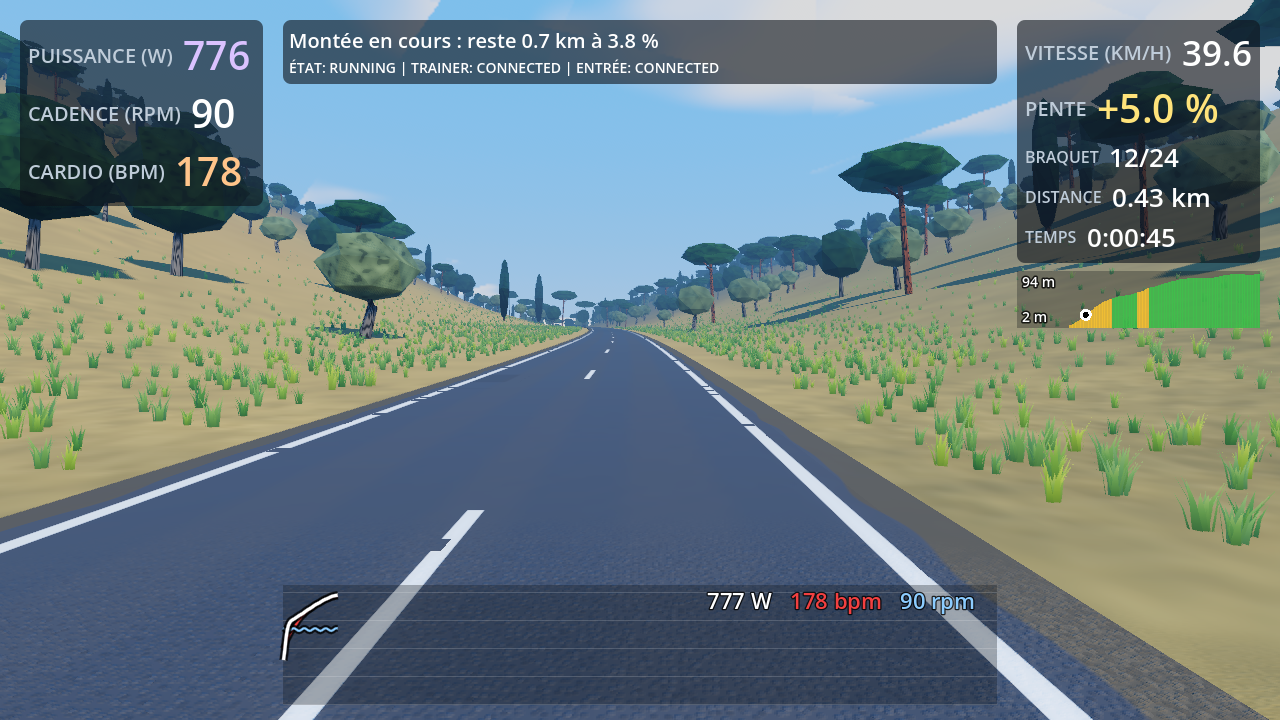 PUISSANCE (W) 776
CADENCE (RPM) 90
CARDIO (BPM) 178
Montée en cours : reste 0.7 km à 3.8 %
ÉTAT: RUNNING | TRAINER: CONNECTED | ENTRÉE: CONNECTED
VITESSE (KM/H) 39.6
PENTE +5.0 %
BRAQUET 12/24
DISTANCE 0.43 km
TEMPS 0:00:45
94 m
2 m
777 W 178 bpm 90 rpm